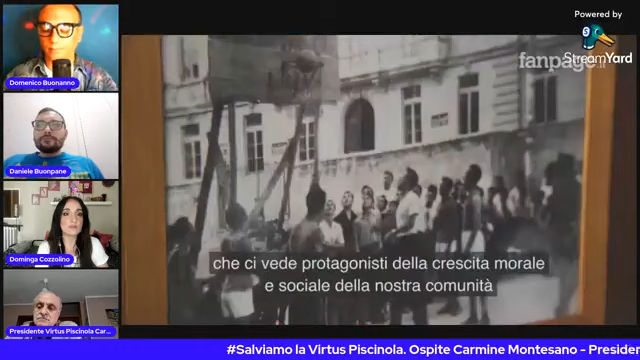 Powered by
StreamYard
fanpage.it
Domenico Buonanno
Daniele Buonpane
Dominga Cozzolino
Presidente Virtus Piscinola Car...
che ci vede protagonisti della crescita morale
e sociale della nostra comunità
#Salviamo la Virtus Piscinola. Ospite Carmine Montesano - Presiden